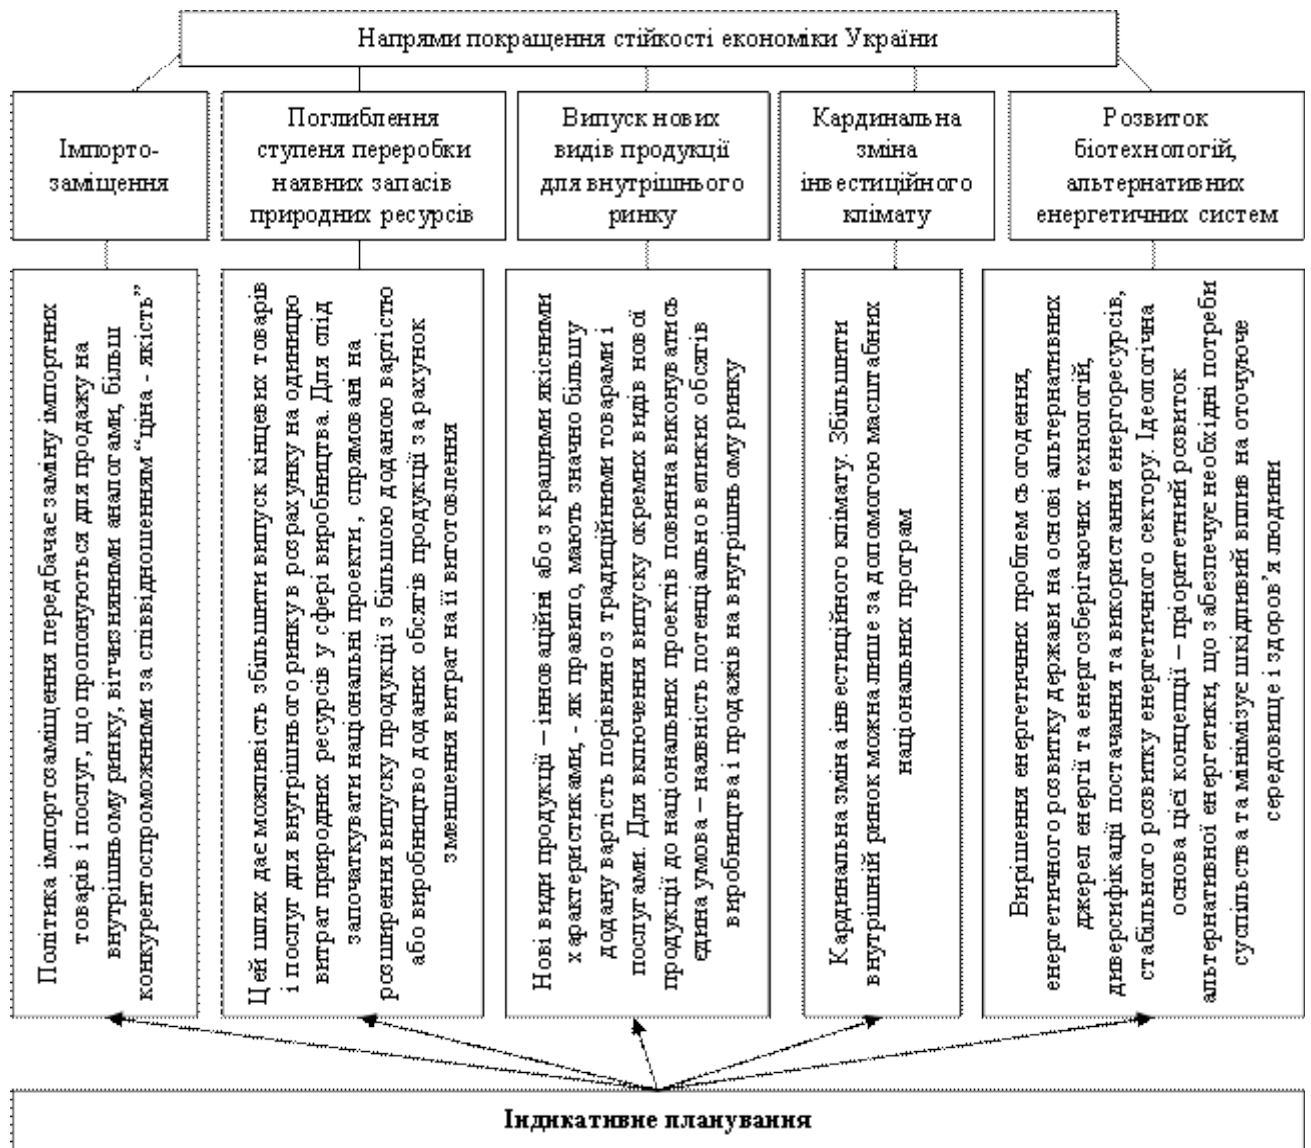 Напрями покращення стійкості економіки України
Імпорто-
заміщення
Поглиблення
ступеня переробки
наявних запасів
природних ресурсів
Випуск нових
видів продукції
для внутрішнього
ринку
Кардинальна
зміна
інвестиційного
клімату
Розвиток
біотехнологій,
альтернативних
енергетичних систем
Політика імпортозаміщення передбачає заміну імпортних
товарів і послуг, що пропонуються для продажу на
внутрішньому ринку, вітчизняними аналогами, більш
конкурентоспроможними за співвідношенням “ціна - якість”
Цей шлях дає можливість збільшити випуск кінцевих товарів
і послуг для внутрішнього ринку в розрахунку на одиницю
витрат природних ресурсів у сфері виробництва. Для слід
започаткувати національні проекти, спрямовані на
розширення випуску продукції з більшою доданою вартістю
або виробництво доданих обсягів продукції за рахунок
зменшення витрат на її виготовлення
Нові види продукції – інноваційні або з кращими якісними
характеристиками, - як правило, мають значно більшу
додану вартість порівняно з традиційними товарами і
послугами. Для включення випуску окремих видів нової
продукції до національних проектів повинна виконуватись
єдина умова – наявність потенціально великих обсягів
виробництва і продажів на внутрішньому ринку
Кардинальна зміна інвестиційного клімату. Збільшити
внутрішній ринок можна лише за допомогою масштабних
національних програм
Вирішення енергетичних проблем сьогодення,
енергетичного розвитку держави на основі альтернативних
джерел енергії та енергозберігаючих технологій,
диверсифікації постачання та використання енергоресурсів,
стабільного розвитку енергетичного сектору. Ідеологічна
основа цієї концепції – пріоритетний розвиток
альтернативної енергетики, що забезпечує необхідні потреби
суспільства та мінімізує шкідливий вплив на оточуюче
середовище і здоров’я людини
Індикативне планування